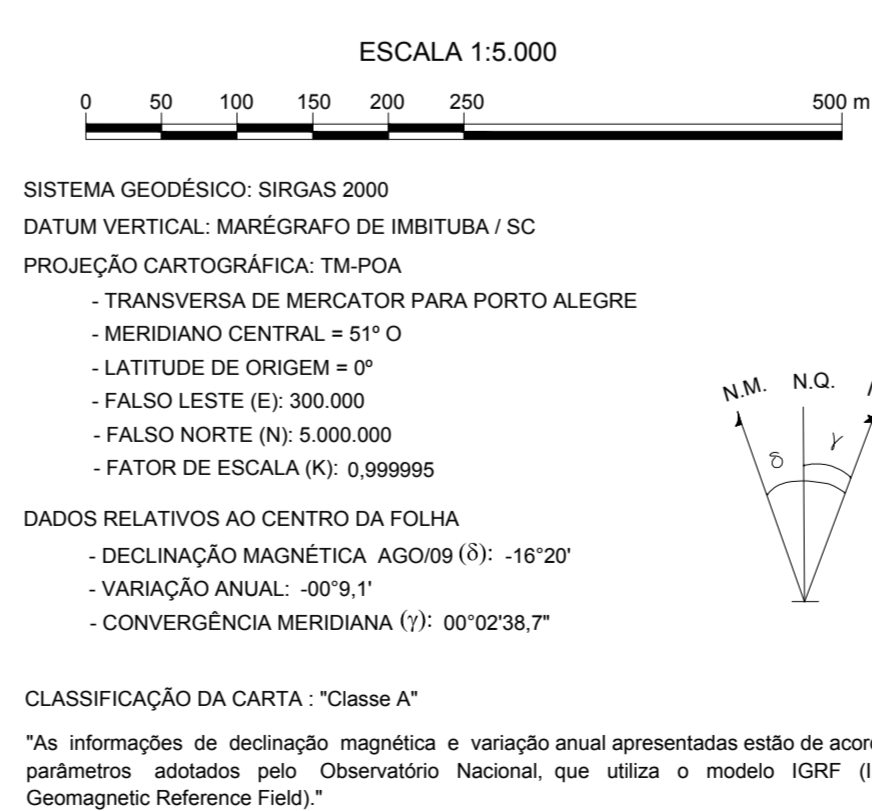 ESCALA 1:5.000
0 50 100 150 200 250 500 m
SISTEMA GEODÉSICO: SIRGAS 2000
DATUM VERTICAL: MARÉGRAFO DE IMBITUBA / SC
PROJEÇÃO CARTOGRÁFICA: TM-POA
- TRANSVERSA DE MERCATOR PARA PORTO ALEGRE
- MERIDIANO CENTRAL = 51º O
- LATITUDE DE ORIGEM = 0º
- FALSO LESTE (E): 300.000
- FALSO NORTE (N): 5.000.000
- FATOR DE ESCALA (K): 0,999995
N.M. N.Q.
δ γ
DADOS RELATIVOS AO CENTRO DA FOLHA
- DECLINAÇÃO MAGNÉTICA AGO/09 (δ): -16°20'
- VARIAÇÃO ANUAL: -00°9,1'
- CONVERGÊNCIA MERIDIANA (γ): 00°02'38,7"
CLASSIFICAÇÃO DA CARTA : "Classe A"
"As informações de declinação magnética e variação anual apresentadas estão de
parâmetros adotados pelo Observatório Nacional, que utiliza o modelo IGRF
Geomagnetic Reference Field)."